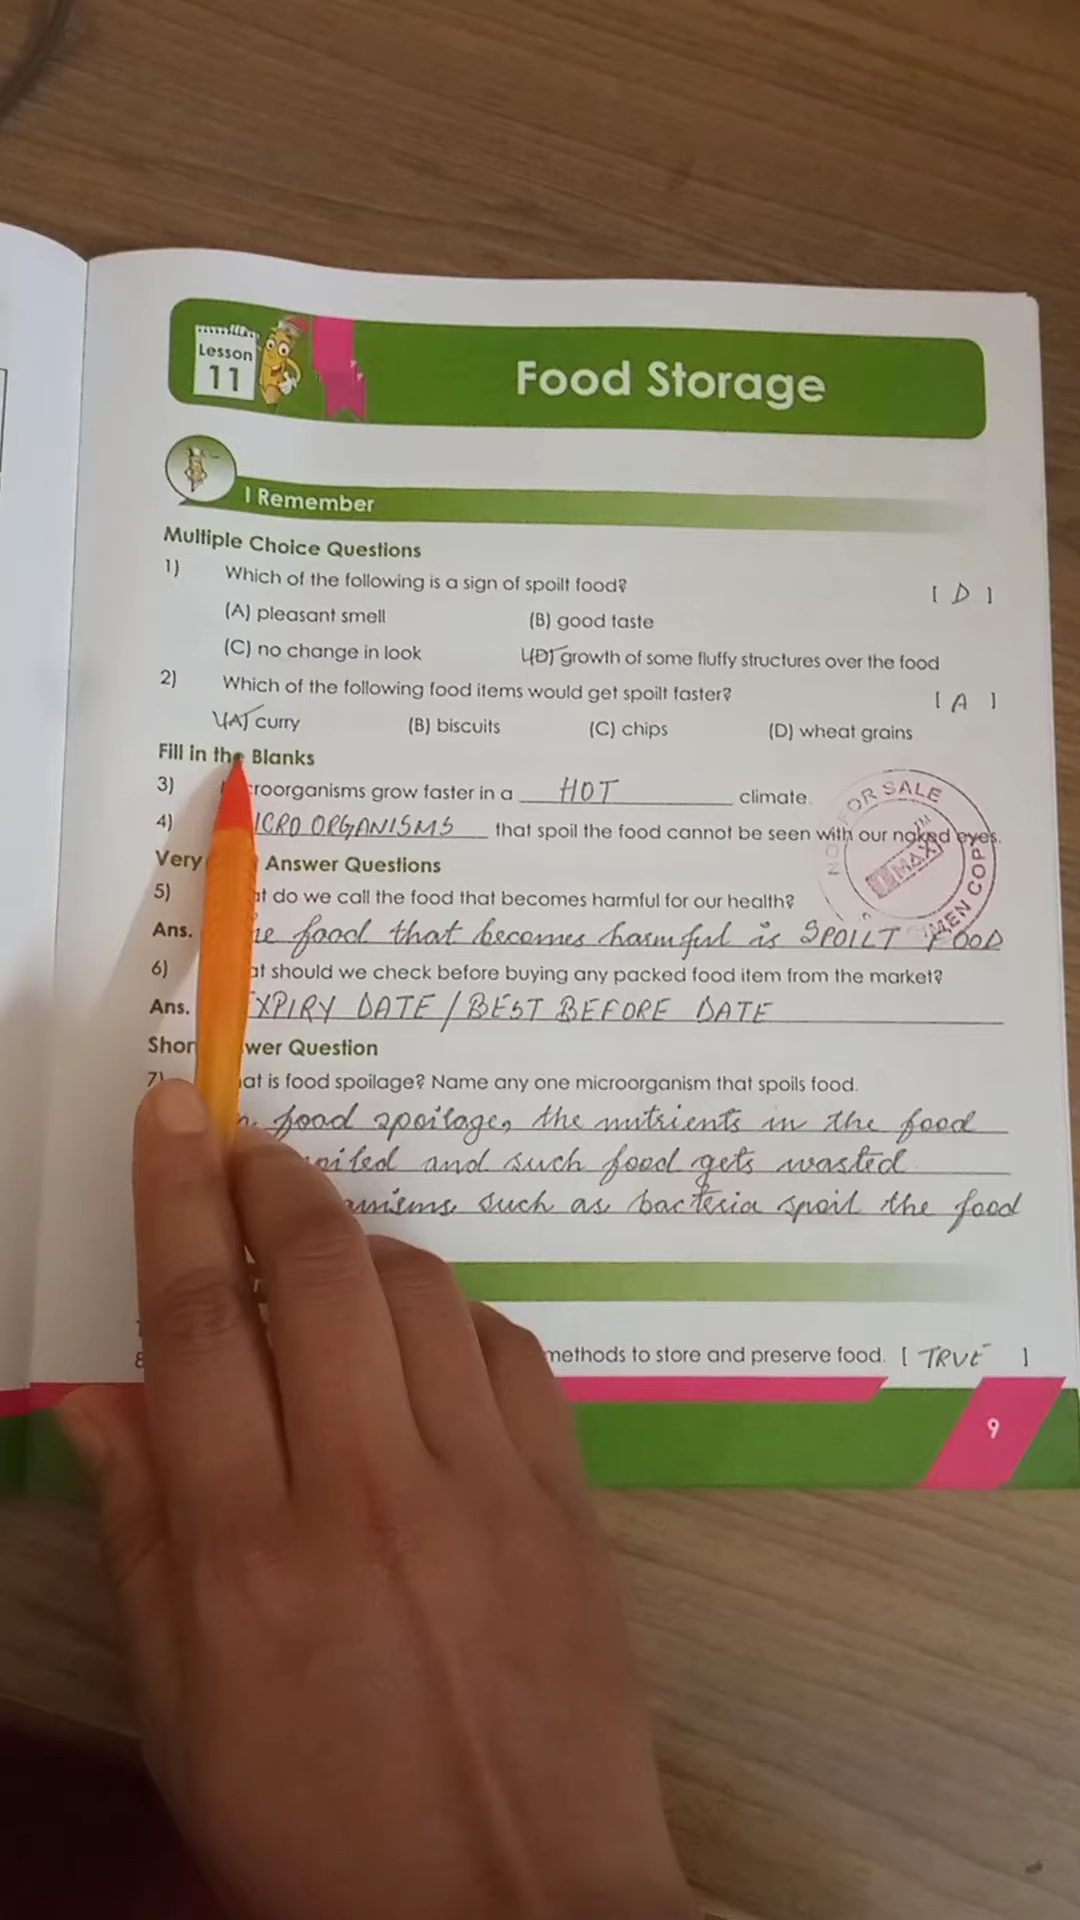 Lesson
11
Food Storage
I Remember
Multiple Choice Questions
1) Which of the following is a sign of spoilt food? [ D ]
(A) pleasant smell (B) good taste
(C) no change in look (D) growth of some fluffy structures over the food
2) Which of the following food items would get spoilt faster? [ A ]
(A) curry (B) biscuits (C) chips (D) wheat grains
Fill in the Blanks
3) roorganisms grow faster in a HOT climate.
4) ICRO ORGANISMS that spoil the food cannot be seen with our naked eyes.
Very Answer Questions
5) at do we call the food that becomes harmful for our health?
Ans. he food that becomes harmful is SPOILT FOOD
6) at should we check before buying any packed food item from the market?
Ans. EXPIRY DATE / BEST BEFORE DATE
Shor wer Question
7) at is food spoilage? Name any one microorganism that spoils food.
n food spoilage, the nutrients in the food
oiled and such food gets wasted
anisms such as bacteria spoil the food
8 methods to store and preserve food. [ TRUE ]
9
FOR SALE
IMAX
MEN COPY